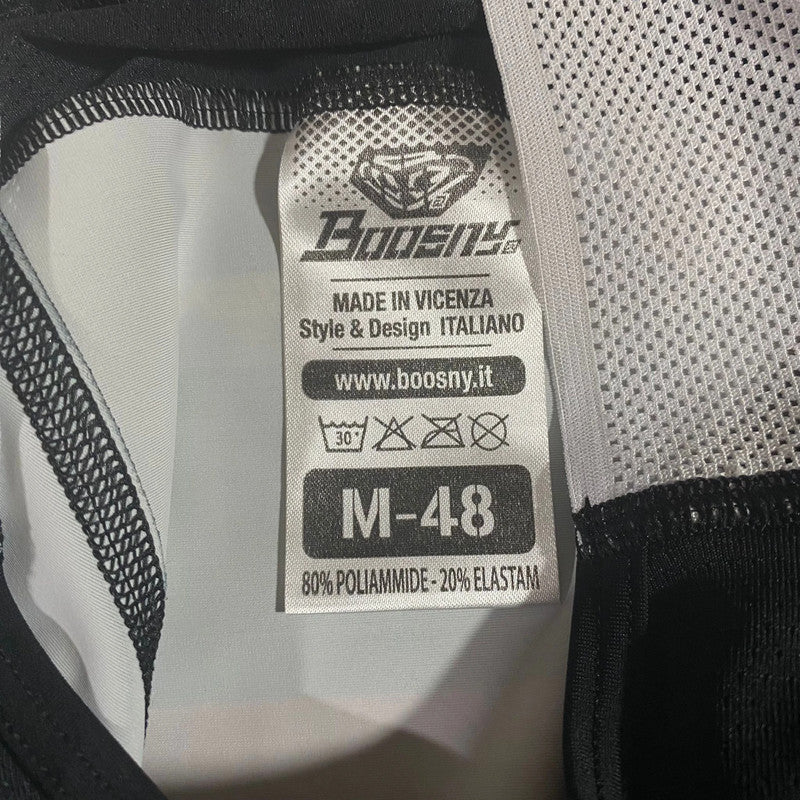 BOOSNY
MADE IN VICENZA
Style & Design ITALIANO
www.boosny.it
30°
M-48
80% POLIAMMIDE - 20% ELASTAM